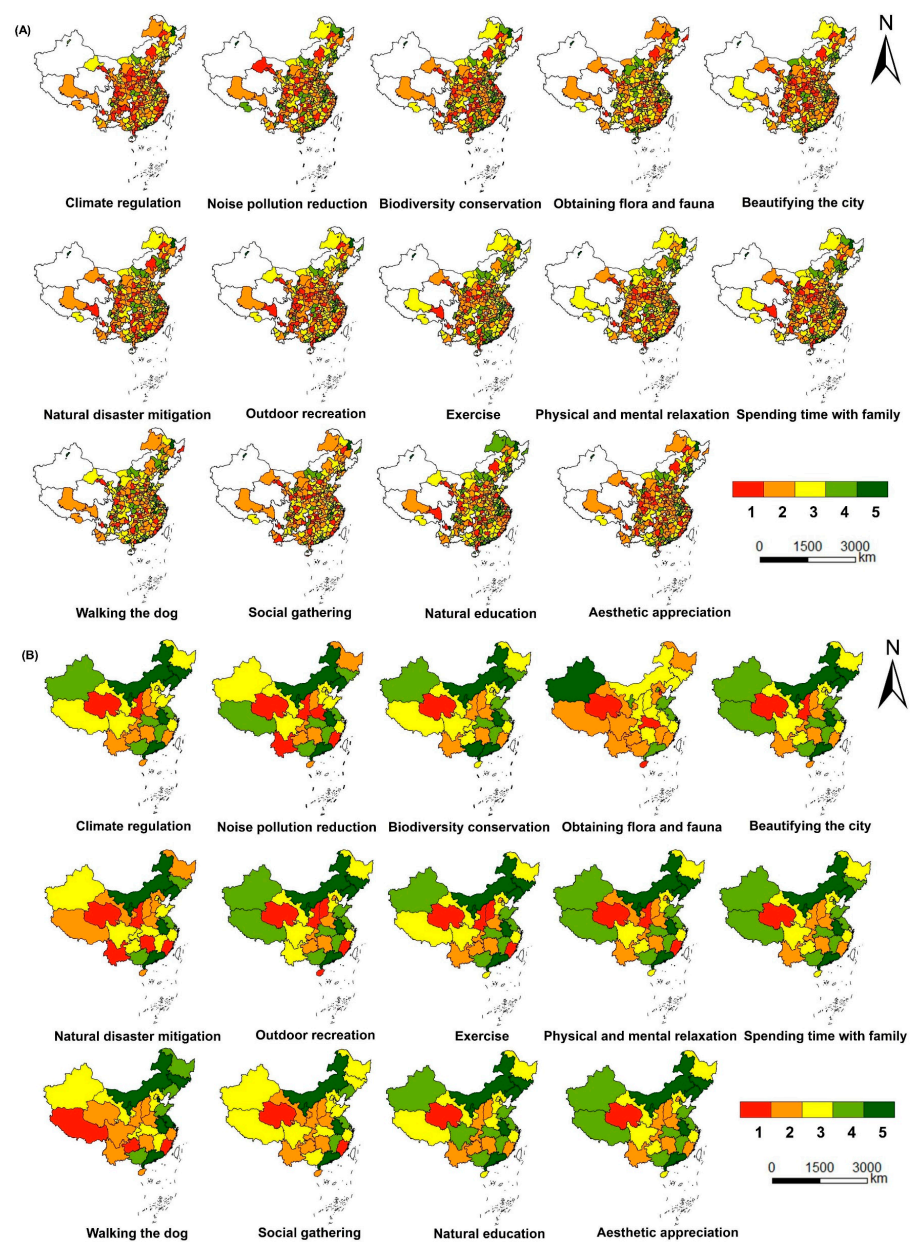 (A)
N
Climate regulation
Noise pollution reduction
Biodiversity conservation
Obtaining flora and fauna
Beautifying the city
Natural disaster mitigation
Outdoor recreation
Exercise
Physical and mental relaxation
Spending time with family
1 2 3 4 5
0 1500 3000
km
Walking the dog
Social gathering
Natural education
Aesthetic appreciation
(B)
N
Climate regulation
Noise pollution reduction
Biodiversity conservation
Obtaining flora and fauna
Beautifying the city
Natural disaster mitigation
Outdoor recreation
Exercise
Physical and mental relaxation
Spending time with family
1 2 3 4 5
0 1500 3000
km
Walking the dog
Social gathering
Natural education
Aesthetic appreciation